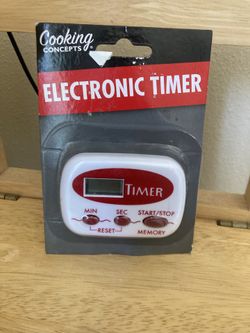 Cooking
CONCEPTS®
ELECTRONIC TIMER
TIMER
MIN SEC START/STOP
RESET MEMORY